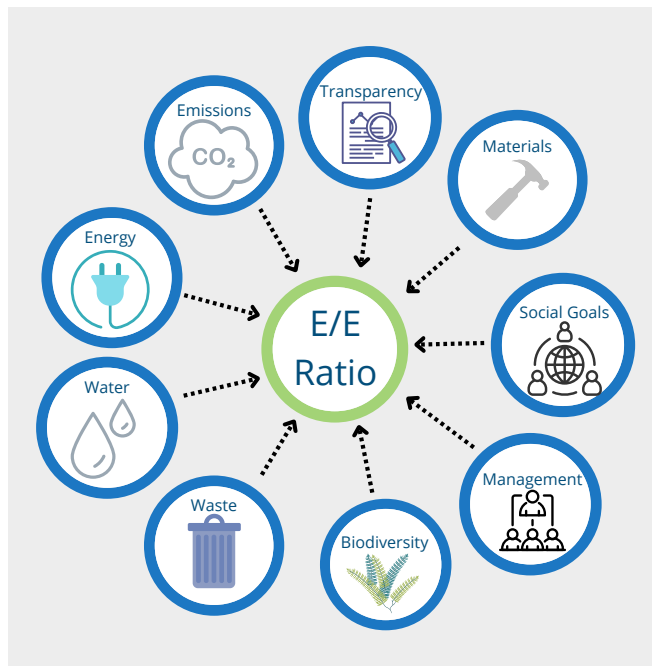 Transparency
Emissions
CO₂
Materials
Energy
E/E
Ratio
Social Goals
Water
Management
Waste
Biodiversity